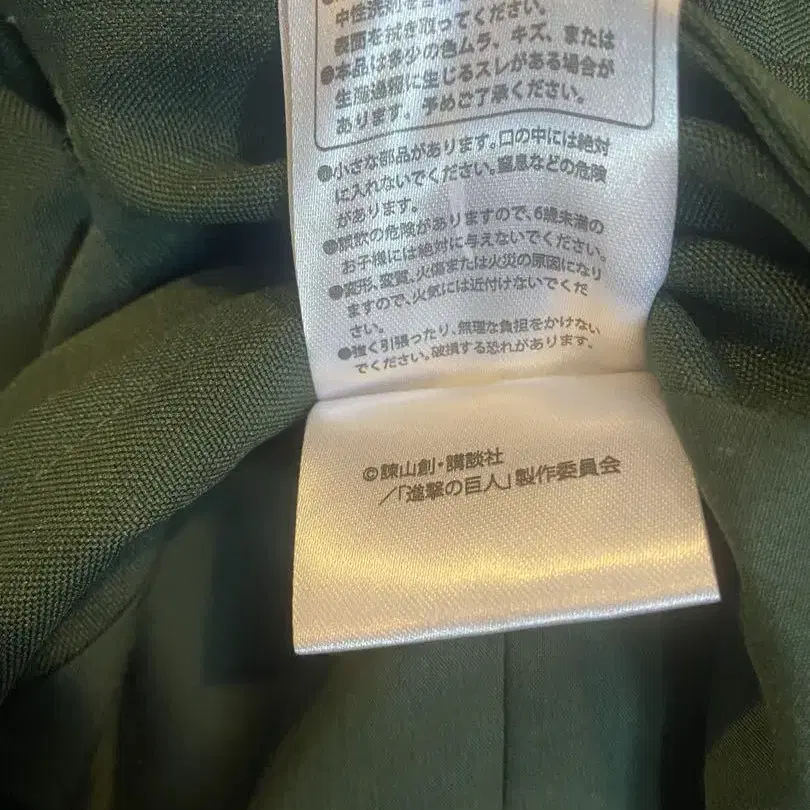 中性洗剤を含ませ
表面を拭き取ってください。
●本品は多少の色ムラ、キズ、または
生産過程に生じるスレがある場合が
あります。予めご了承ください。
●小さな部品があります。口の中には絶対
に入れないでください。窒息などの危険
があります。
●誤飲の危険がありますので、6歳未満の
お子様には絶対に与えないでください。
●変形、変質、火傷または火災の原因になり
ますので、火気には近付けないでくだ
さい。
●強く引張ったり、無理な負担をかけない
でください。破損する恐れがあります。
©諫山創・講談社
/「進撃の巨人」製作委員会